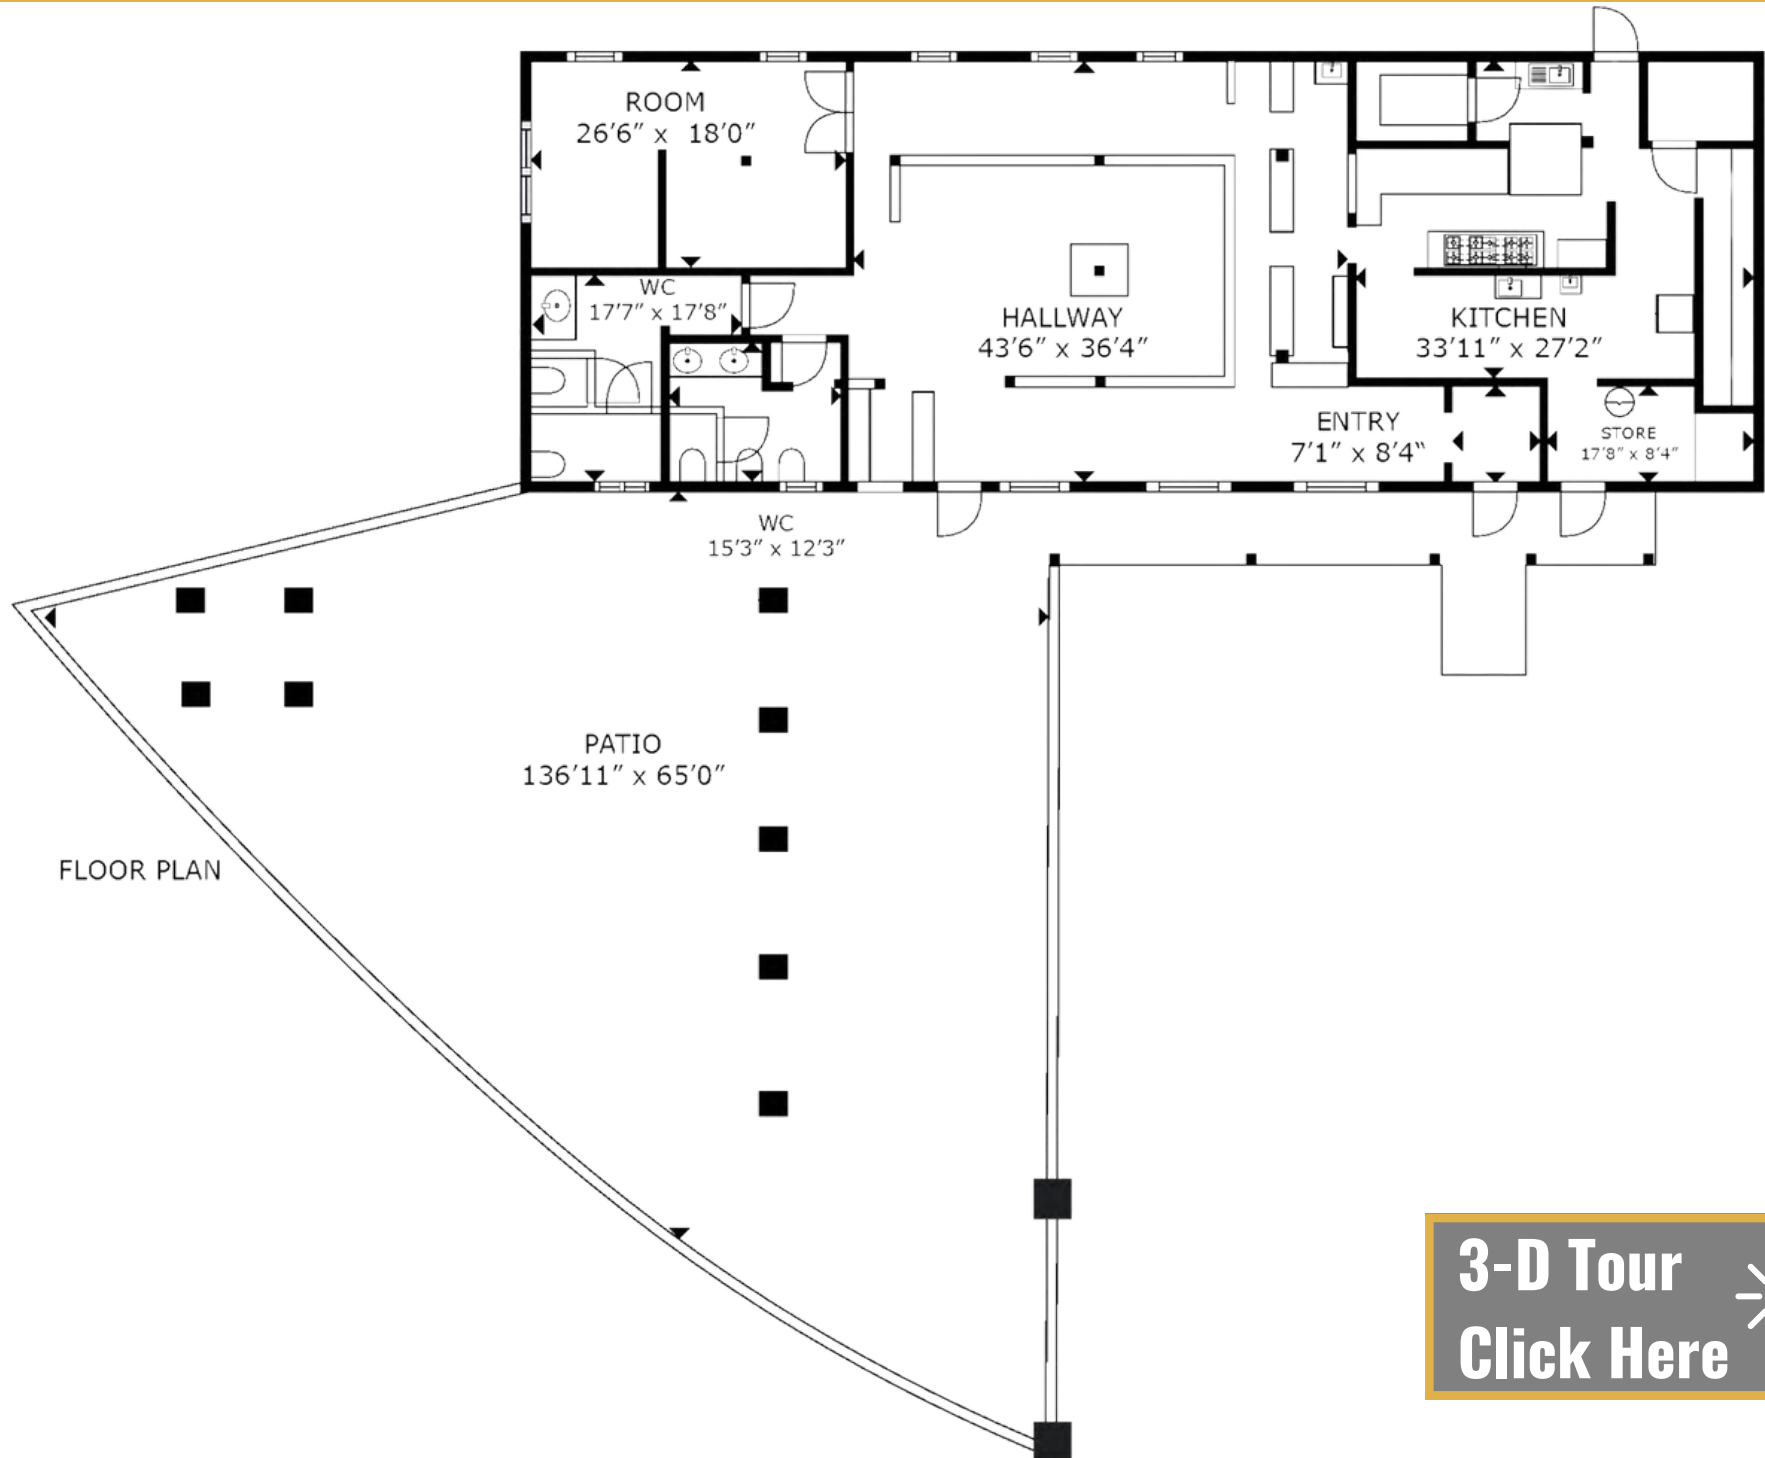 ROOM
26'6" x 18'0"
WC
17'7" x 17'8"
HALLWAY
43'6" x 36'4"
KITCHEN
33'11" x 27'2"
ENTRY
7'1" x 8'4“
STORE
17'8" x 8'4"
WC
15'3" x 12'3"
PATIO
136'11" x 65'0"
FLOOR PLAN
3-D Tour
Click Here